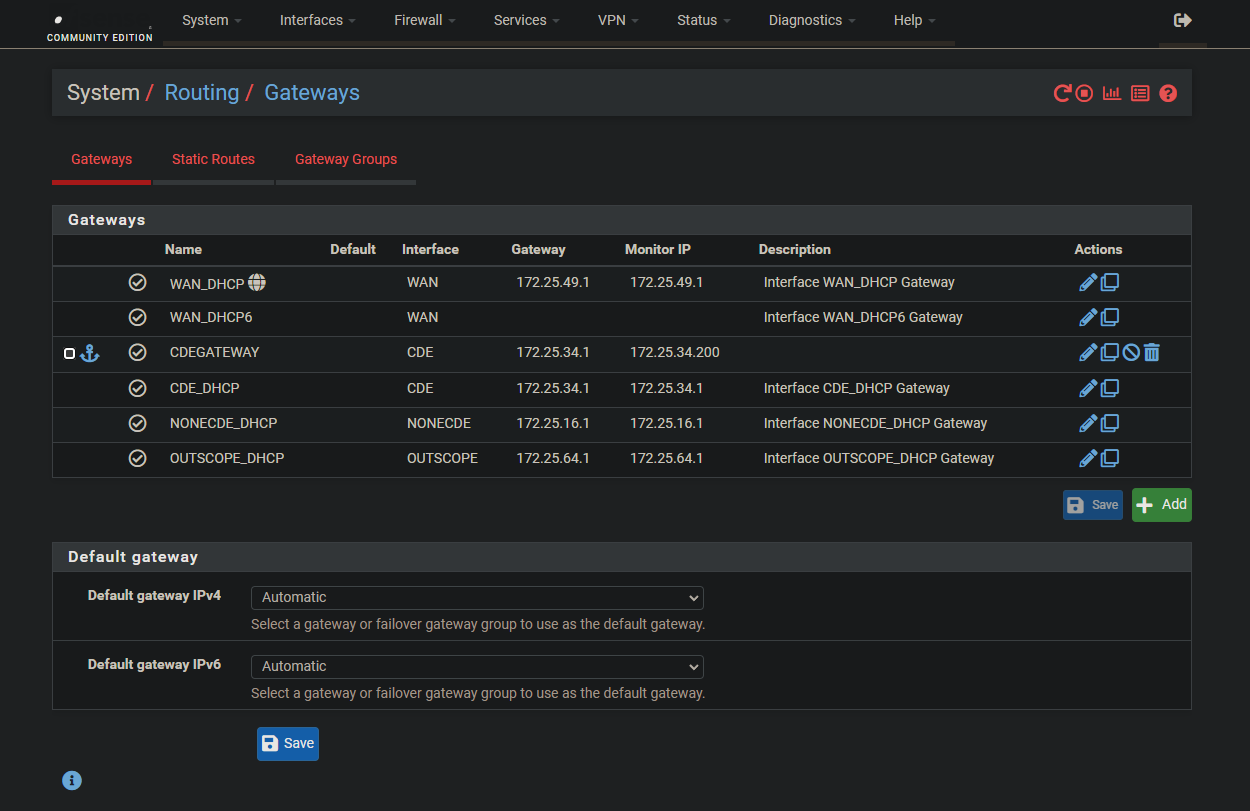 System Interfaces Firewall Services VPN Status Diagnostics Help
COMMUNITY EDITION
System / Routing / Gateways
Gateways Static Routes Gateway Groups
Gateways
Name Default Interface Gateway Monitor IP Description Actions
WAN_DHCP WAN 172.25.49.1 172.25.49.1 Interface WAN_DHCP Gateway
WAN_DHCP6 WAN Interface WAN_DHCP6 Gateway
CDEGATEWAY CDE 172.25.34.1 172.25.34.200
CDE_DHCP CDE 172.25.34.1 172.25.34.1 Interface CDE_DHCP Gateway
NONECDE_DHCP NONECDE 172.25.16.1 172.25.16.1 Interface NONECDE_DHCP Gateway
OUTSCOPE_DHCP OUTSCOPE 172.25.64.1 172.25.64.1 Interface OUTSCOPE_DHCP Gateway
Save Add
Default gateway
Default gateway IPv4 Automatic
Select a gateway or failover gateway group to use as the default gateway.
Default gateway IPv6 Automatic
Select a gateway or failover gateway group to use as the default gateway.
Save